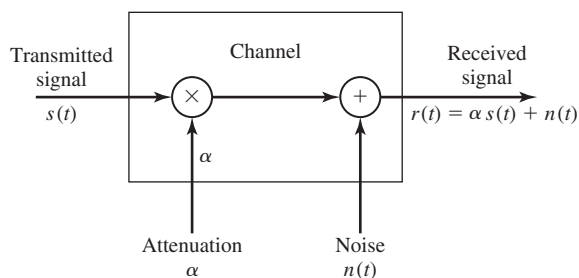 Transmitted
signal
s(t)
Channel
×
+
α
Received
signal
r(t) = α s(t) + n(t)
Attenuation
α
Noise
n(t)